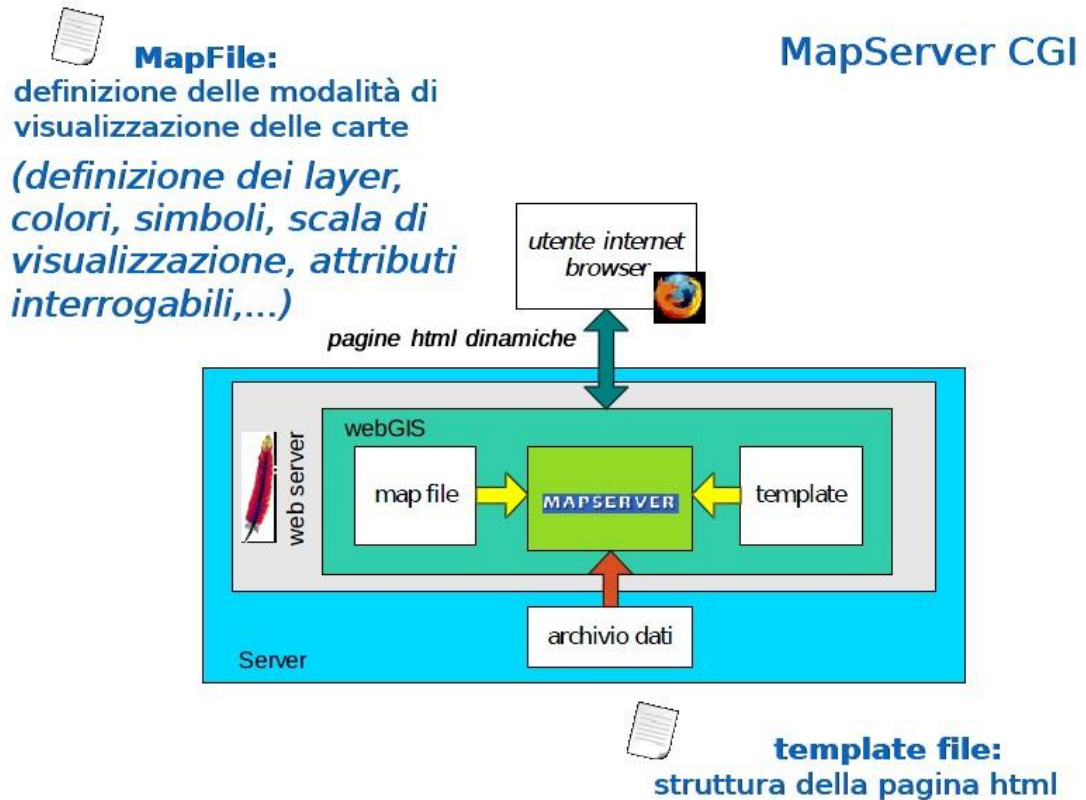 MapFile:
definizione delle modalità di
visualizzazione delle carte
(definizione dei layer,
colori, simboli, scala di
visualizzazione, attributi
interrogabili,...)
MapServer CGI
utente internet
browser
pagine html dinamiche
web server
webGIS
map file
MAPSERVER
template
archivio dati
Server
template file:
struttura della pagina html